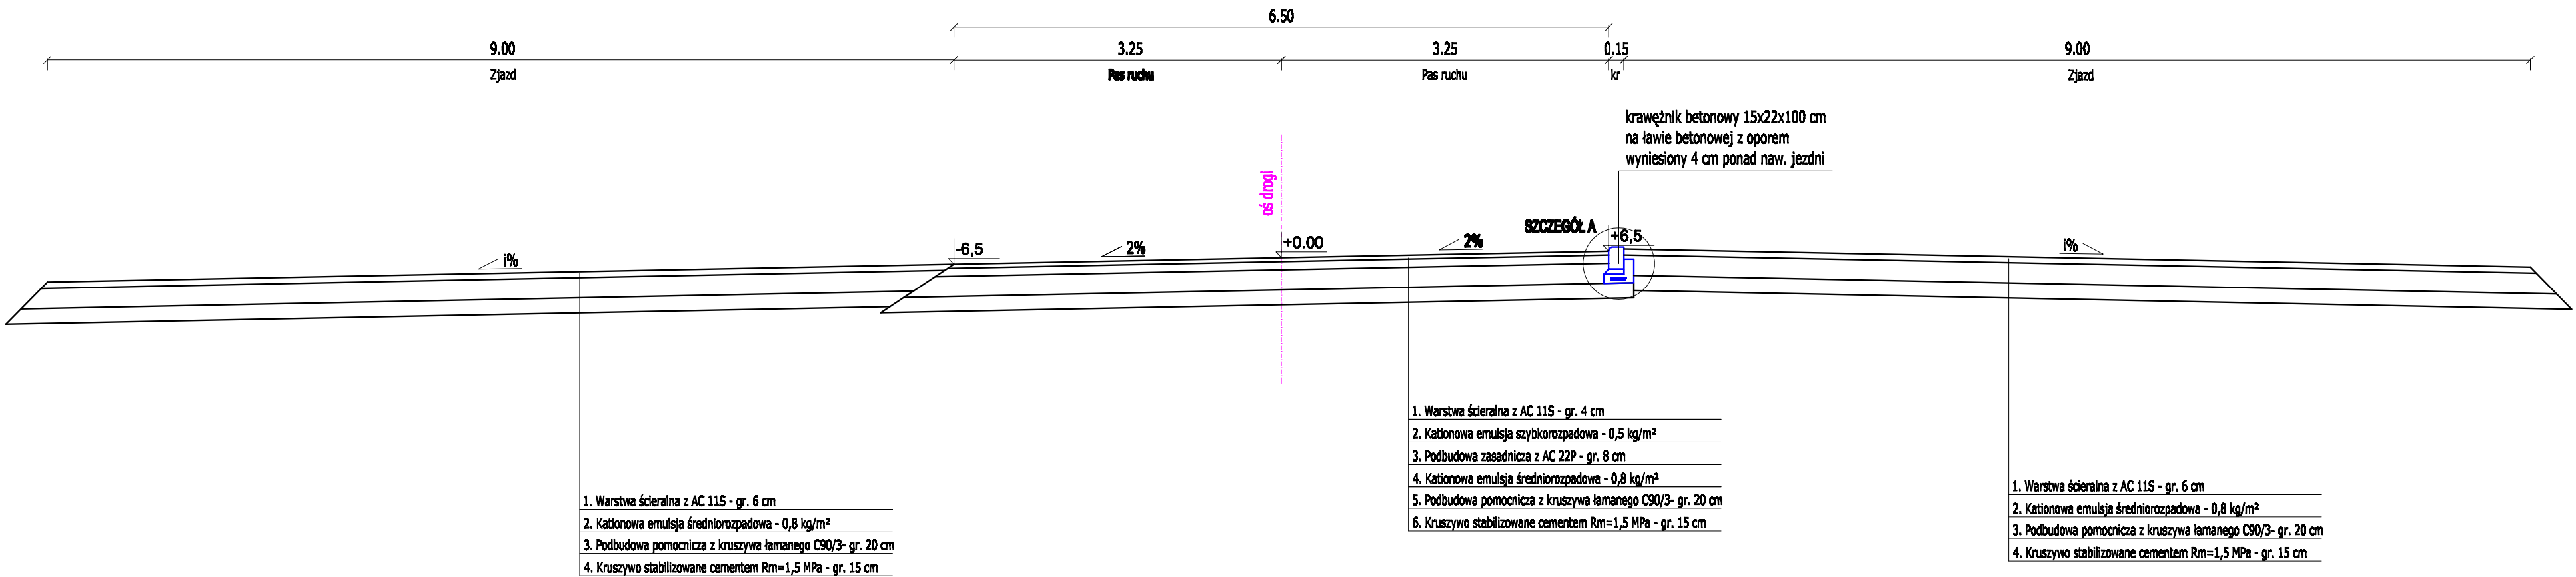 6.50
9.00
3.25
3.25
0.15
9.00
Zjazd
Pas ruchu
Pas ruchu
kr
Zjazd
krawężnik betonowy 15x22x100 cm
na ławie betonowej z oporem
wyniesiony 4 cm ponad naw. jezdni
oś drogi
SZCZEGÓŁ A
i%
-6,5
2%
+0.00
2%
+6,5
i%
1. Warstwa ścieralna z AC 11S - gr. 4 cm
2. Kationowa emulsja szybkorozpadowa - 0,5 kg/m²
3. Podbudowa zasadnicza z AC 22P - gr. 8 cm
4. Kationowa emulsja średniorozpadowa - 0,8 kg/m²
5. Podbudowa pomocnicza z kruszywa łamanego C90/3- gr. 20 cm
6. Kruszywo stabilizowane cementem Rm=1,5 MPa - gr. 15 cm
1. Warstwa ścieralna z AC 11S - gr. 6 cm
2. Kationowa emulsja średniorozpadowa - 0,8 kg/m²
3. Podbudowa pomocnicza z kruszywa łamanego C90/3- gr. 20 cm
4. Kruszywo stabilizowane cementem Rm=1,5 MPa - gr. 15 cm
1. Warstwa ścieralna z AC 11S - gr. 6 cm
2. Kationowa emulsja średniorozpadowa - 0,8 kg/m²
3. Podbudowa pomocnicza z kruszywa łamanego C90/3- gr. 20 cm
4. Kruszywo stabilizowane cementem Rm=1,5 MPa - gr. 15 cm